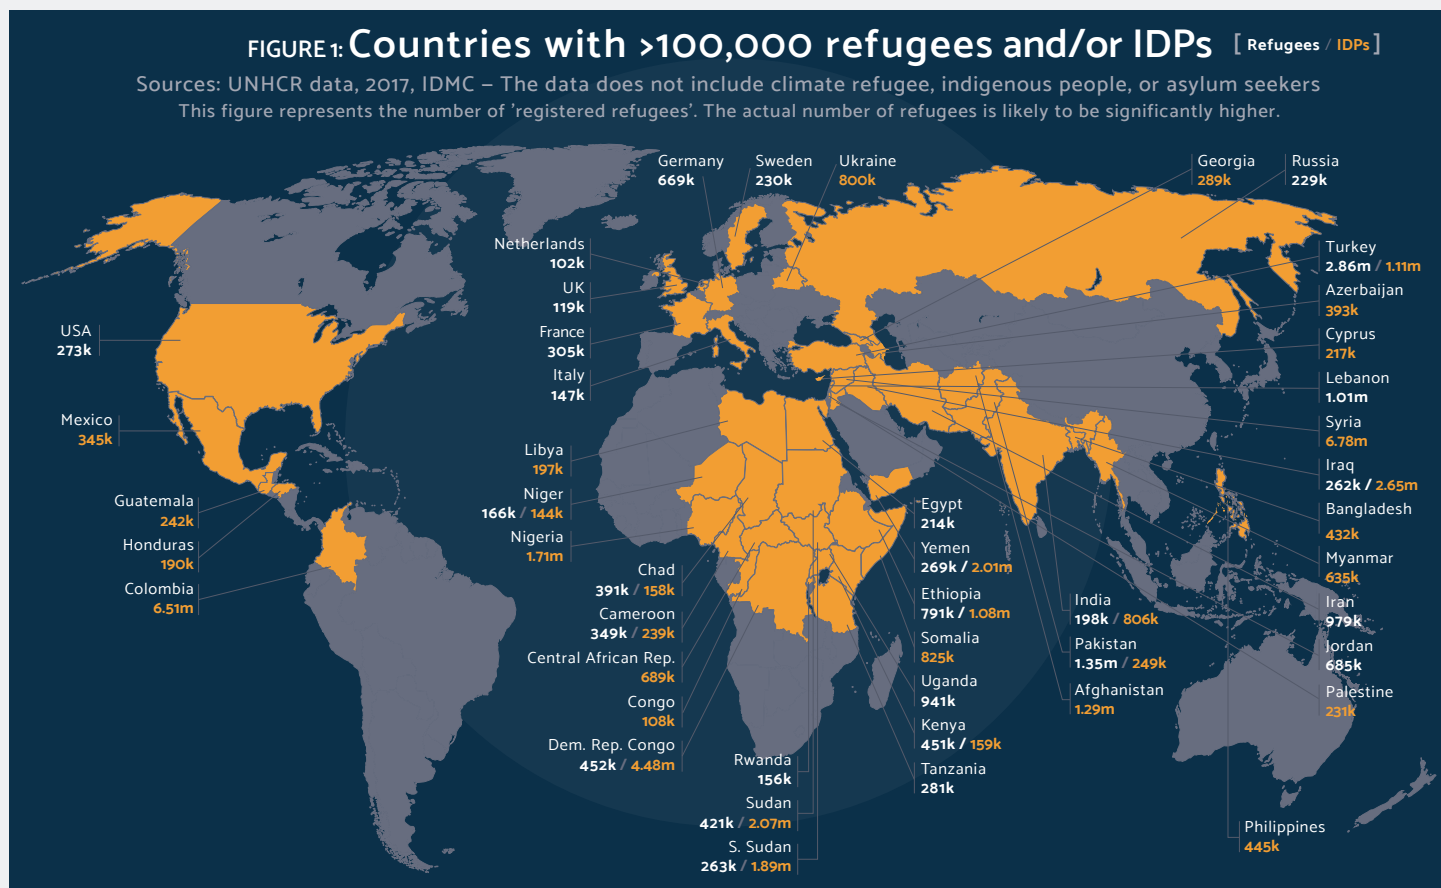 FIGURE 1: Countries with >100,000 refugees and/or IDPs [ Refugees / IDPs ]
Sources: UNHCR data, 2017, IDMC – The data does not include climate refugee, indigenous people, or asylum seekers
This figure represents the number of 'registered refugees'. The actual number of refugees is likely to be significantly higher.
Germany
669k
Sweden
230k
Ukraine
800k
Georgia
289k
Russia
229k
Netherlands
102k
UK
119k
France
305k
Italy
147k
USA
273k
Mexico
345k
Guatemala
242k
Honduras
190k
Colombia
6.51m
Libya
197k
Niger
166k / 144k
Nigeria
1.71m
Chad
391k / 158k
Cameroon
349k / 239k
Central African Rep.
689k
Congo
108k
Dem. Rep. Congo
452k / 4.48m
Rwanda
156k
Sudan
421k / 2.07m
S. Sudan
263k / 1.89m
Egypt
214k
Yemen
269k / 2.01m
Ethiopia
791k / 1.08m
Somalia
825k
Uganda
941k
Kenya
451k / 159k
Tanzania
281k
India
198k / 806k
Pakistan
1.35m / 249k
Afghanistan
1.29m
Turkey
2.86m / 1.11m
Azerbaijan
393k
Cyprus
217k
Lebanon
1.01m
Syria
6.78m
Iraq
262k / 2.65m
Bangladesh
432k
Myanmar
635k
Iran
979k
Jordan
685k
Palestine
231k
Philippines
445k